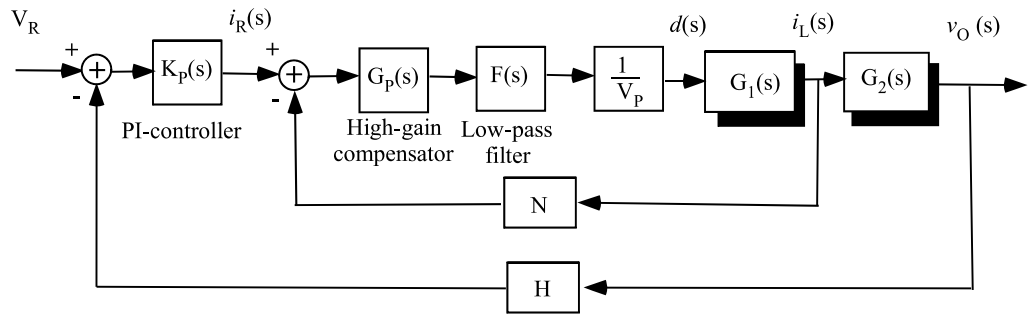 V_R
i_R(s)
d(s)
i_L(s)
v_O (s)
+
+
-
K_P(s)
+
+
-
G_P(s)
F(s)
1
V_P
G_1(s)
G_2(s)
PI-controller
High-gain
compensator
Low-pass
filter
N
H